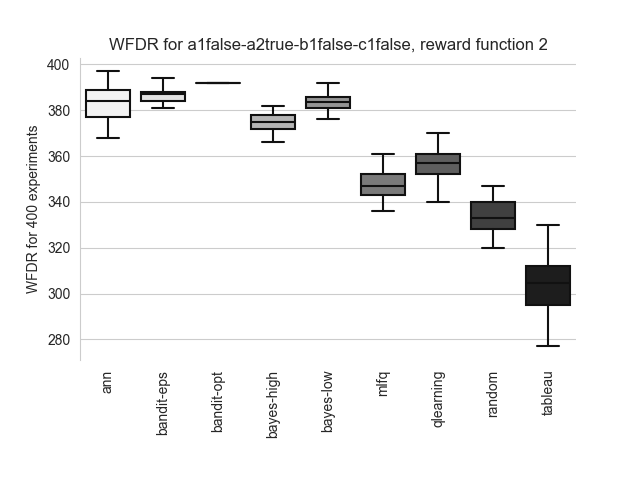 WFDR for a1false-a2true-b1false-c1false, reward function 2
WFDR for 400 experiments
400
380
360
340
320
300
280
ann
bandit-eps
bandit-opt
bayes-high
bayes-low
mlfq
qlearning
random
tableau